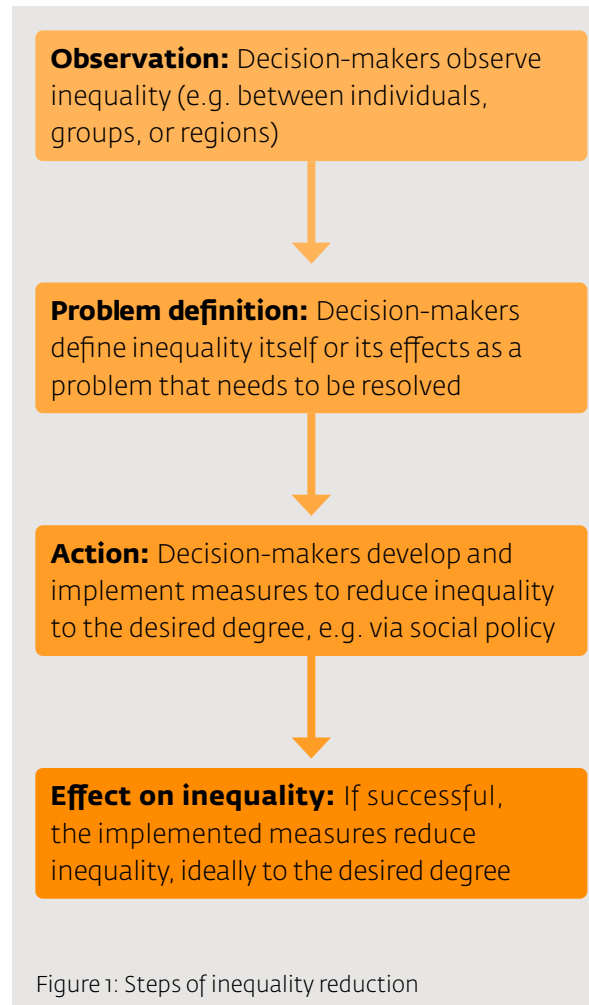 Observation: Decision-makers observe
inequality (e.g. between individuals,
groups, or regions)
Problem definition: Decision-makers
define inequality itself or its effects as a
problem that needs to be resolved
Action: Decision-makers develop and
implement measures to reduce inequality
to the desired degree, e.g. via social policy
Effect on inequality: If successful,
the implemented measures reduce
inequality, ideally to the desired degree
Figure 1: Steps of inequality reduction